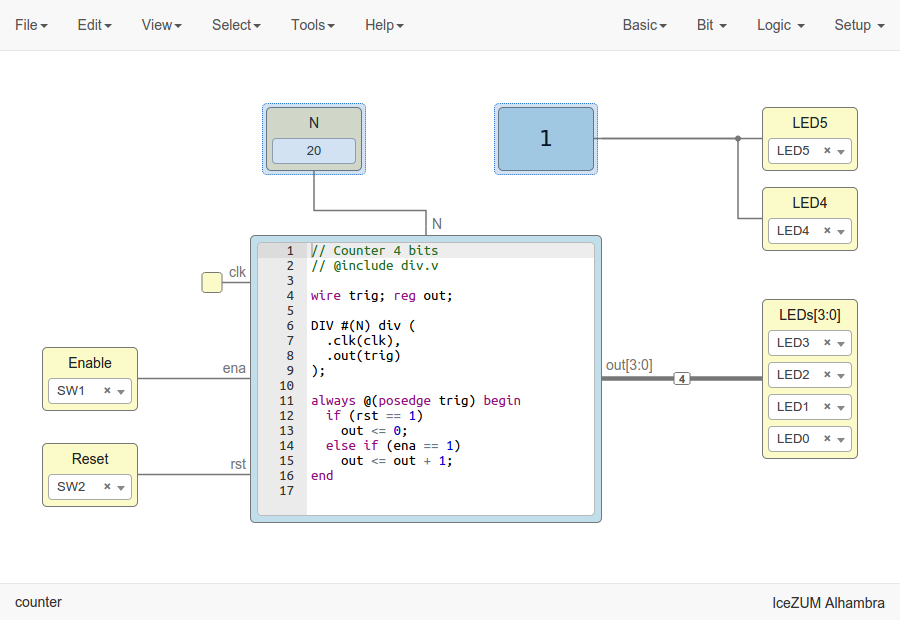 File Edit View Select Tools Help Basic Bit Logic Setup
N
20
1
LED5
LED5 ×
LED4
LED4 ×
N
clk
Enable
SW1 ×
ena
Reset
SW2 ×
rst
1 // Counter 4 bits
2 // @include div.v
3
4 wire trig; reg out;
5
6 DIV #(N) div (
7 .clk(clk),
8 .out(trig)
9 );
10
11 always @(posedge trig) begin
12 if (rst == 1)
13 out <= 0;
14 else if (ena == 1)
15 out <= out + 1;
16 end
17
out[3:0]
4
LEDs[3:0]
LED3 ×
LED2 ×
LED1 ×
LED0 ×
counter
IceZUM Alhambra